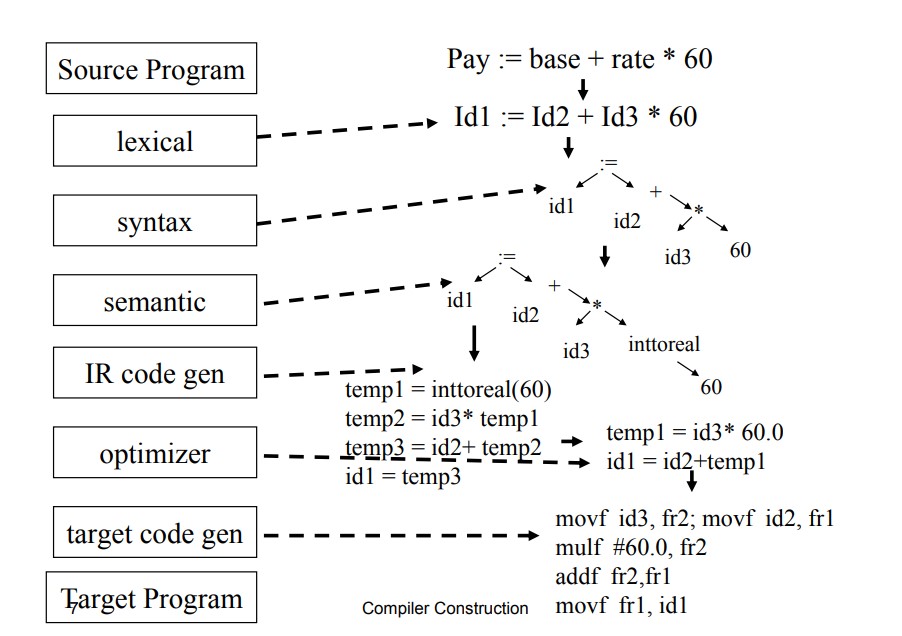 Source Program
Pay := base + rate * 60
lexical
Id1 := Id2 + Id3 * 60
syntax
:=
id1
+
id2
*
id3
60
semantic
:=
id1
+
id2
*
id3
inttoreal
60
IR code gen
temp1 = inttoreal(60)
temp2 = id3* temp1
temp3 = id2+ temp2
id1 = temp3
optimizer
temp1 = id3* 60.0
id1 = id2+temp1
target code gen
movf id3, fr2; movf id2, fr1
mulf #60.0, fr2
addf fr2,fr1
movf fr1, id1
Target Program
Compiler Construction